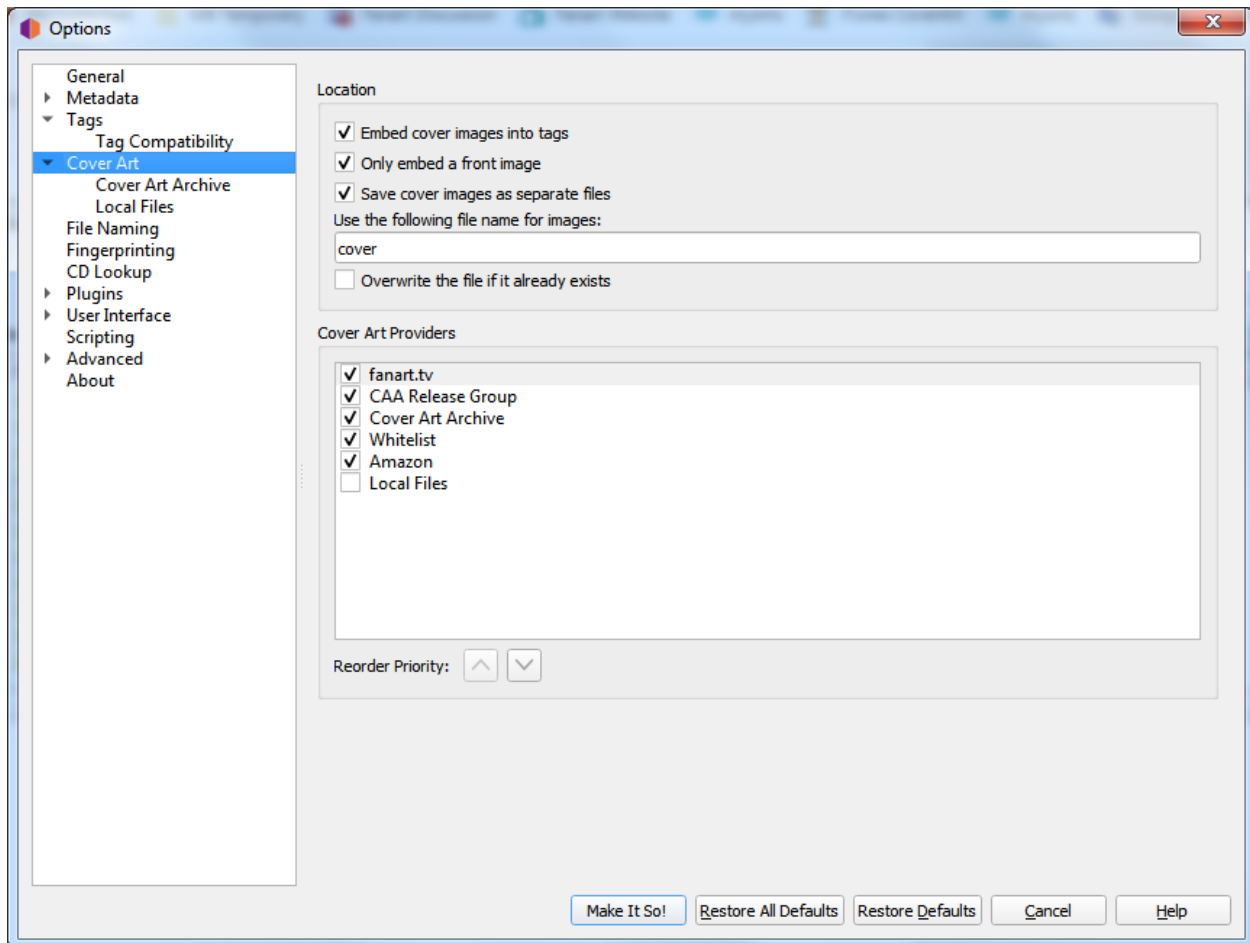 Options
General
Metadata
Tags
Tag Compatibility
Cover Art
Cover Art Archive
Local Files
File Naming
Fingerprinting
CD Lookup
Plugins
User Interface
Scripting
Advanced
About
Location
Embed cover images into tags
Only embed a front image
Save cover images as separate files
Use the following file name for images:
cover
Overwrite the file if it already exists
Cover Art Providers
fanart.tv
CAA Release Group
Cover Art Archive
Whitelist
Amazon
Local Files
Reorder Priority:
Make It So! Restore All Defaults Restore Defaults Cancel Help